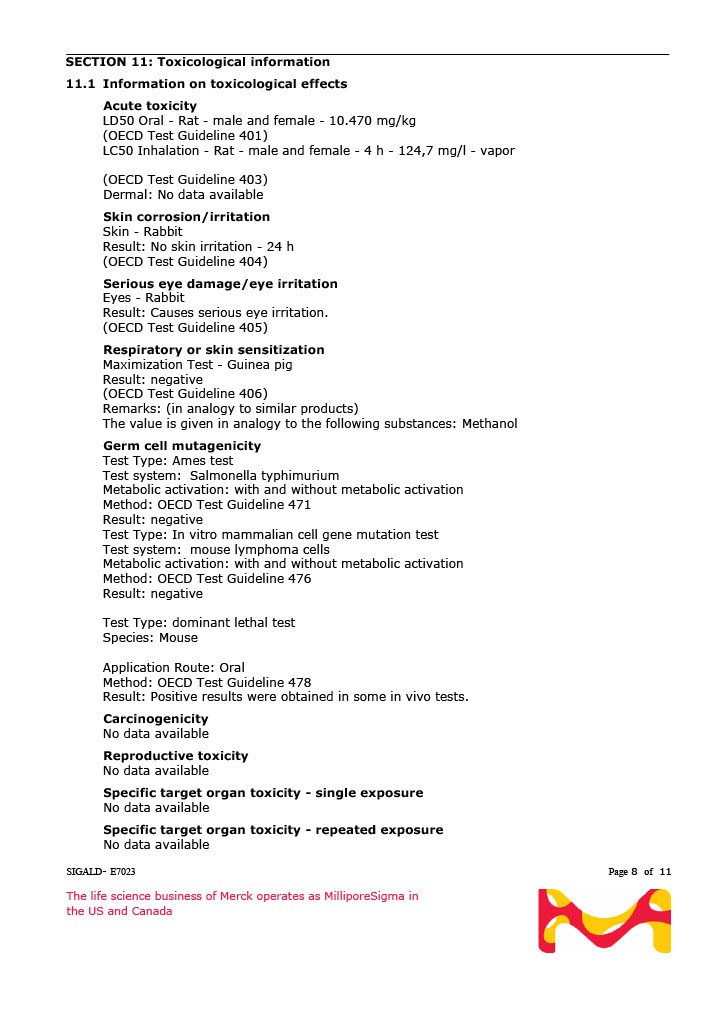 SECTION 11: Toxicological information
11.1 Information on toxicological effects
Acute toxicity
LD50 Oral - Rat - male and female - 10.470 mg/kg
(OECD Test Guideline 401)
LC50 Inhalation - Rat - male and female - 4 h - 124,7 mg/l - vapor
(OECD Test Guideline 403)
Dermal: No data available
Skin corrosion/irritation
Skin - Rabbit
Result: No skin irritation - 24 h
(OECD Test Guideline 404)
Serious eye damage/eye irritation
Eyes - Rabbit
Result: Causes serious eye irritation.
(OECD Test Guideline 405)
Respiratory or skin sensitization
Maximization Test - Guinea pig
Result: negative
(OECD Test Guideline 406)
Remarks: (in analogy to similar products)
The value is given in analogy to the following substances: Methanol
Germ cell mutagenicity
Test Type: Ames test
Test system: Salmonella typhimurium
Metabolic activation: with and without metabolic activation
Method: OECD Test Guideline 471
Result: negative
Test Type: In vitro mammalian cell gene mutation test
Test system: mouse lymphoma cells
Metabolic activation: with and without metabolic activation
Method: OECD Test Guideline 476
Result: negative
Test Type: dominant lethal test
Species: Mouse
Application Route: Oral
Method: OECD Test Guideline 478
Result: Positive results were obtained in some in vivo tests.
Carcinogenicity
No data available
Reproductive toxicity
No data available
Specific target organ toxicity - single exposure
No data available
Specific target organ toxicity - repeated exposure
No data available
SIGALD- E7023
Page 8 of 11
The life science business of Merck operates as MilliporeSigma in
the US and Canada